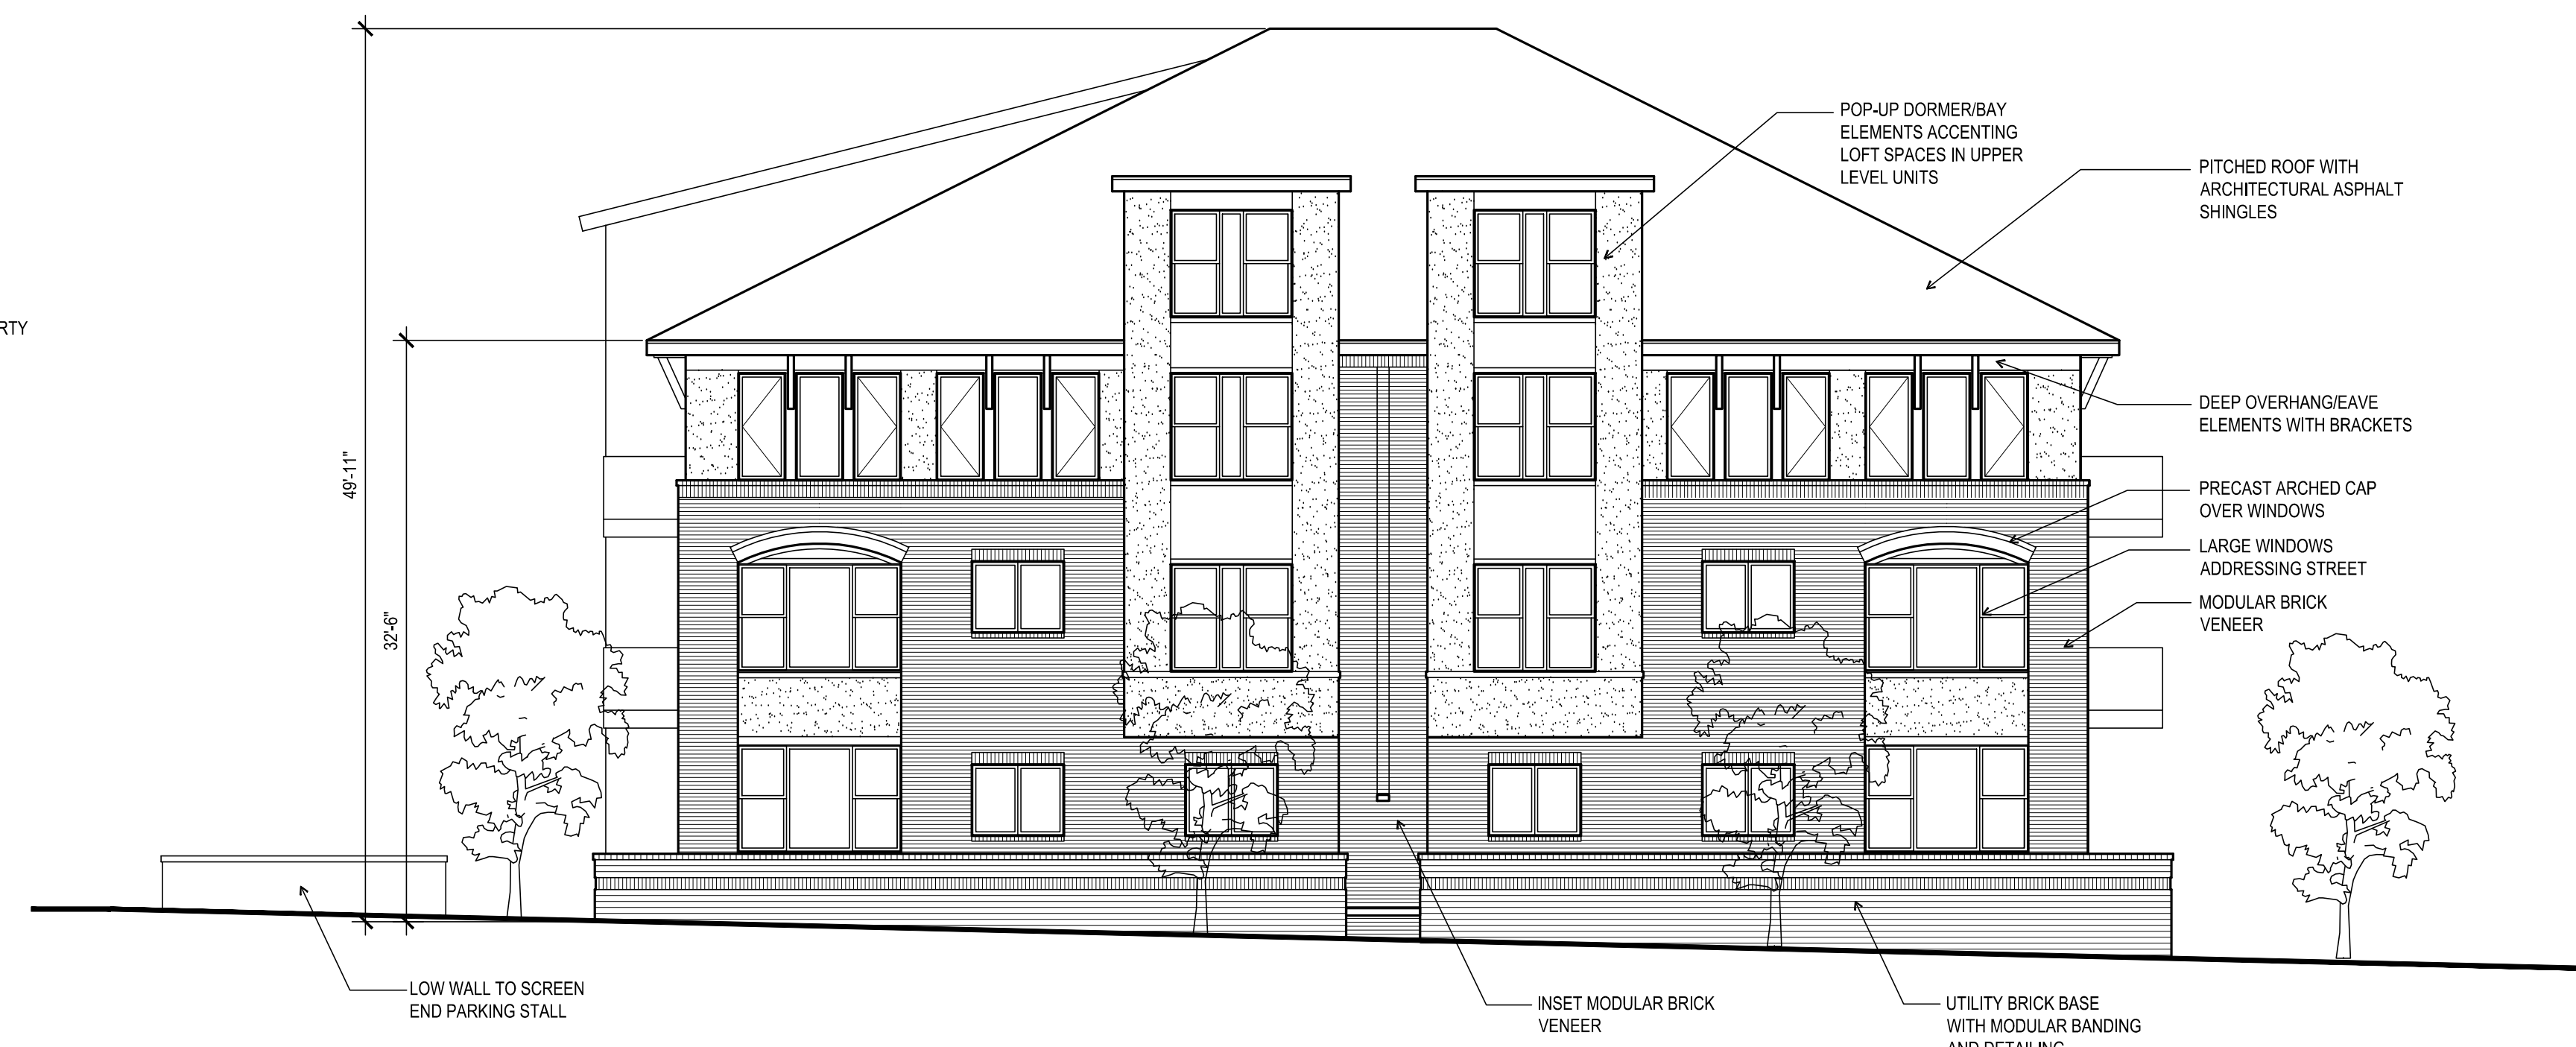 POP-UP DORMER/BAY
ELEMENTS ACCENTING
LOFT SPACES IN UPPER
LEVEL UNITS
PITCHED ROOF WITH
ARCHITECTURAL ASPHALT
SHINGLES
RTY
DEEP OVERHANG/EAVE
ELEMENTS WITH BRACKETS
49'-11"
32'-6"
PRECAST ARCHED CAP
OVER WINDOWS
LARGE WINDOWS
ADDRESSING STREET
MODULAR BRICK
VENEER
LOW WALL TO SCREEN
END PARKING STALL
INSET MODULAR BRICK
VENEER
UTILITY BRICK BASE
WITH MODULAR BANDING
AND DETAILING